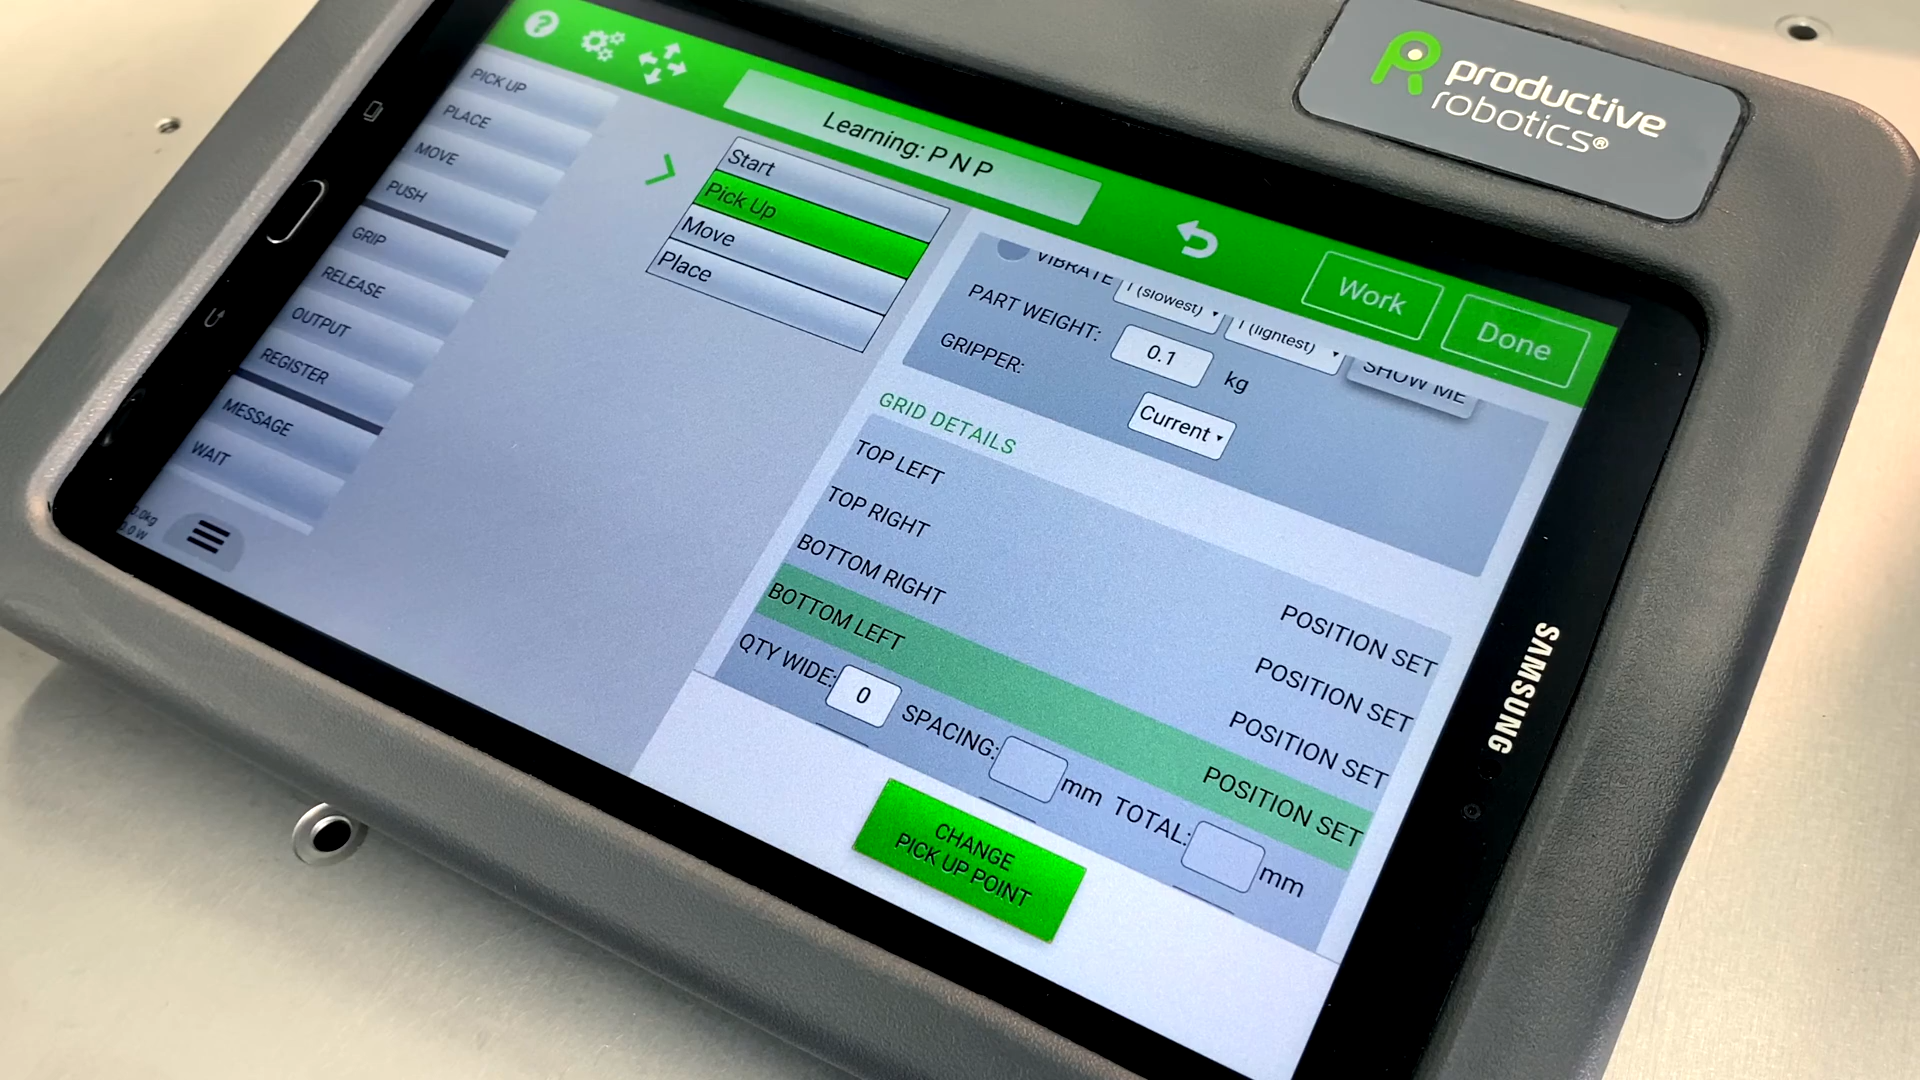 productive
robotics®
?
Learning: P N P
Work
Done
PICK UP
PLACE
MOVE
PUSH
GRIP
RELEASE
OUTPUT
REGISTER
MESSAGE
WAIT
Start
Pick Up
Move
Place
VIBRATE
(slowest)
(lightest)
SHOW ME
PART WEIGHT: 0.1 kg
GRIPPER: Current
GRID DETAILS
TOP LEFT POSITION SET
TOP RIGHT POSITION SET
BOTTOM RIGHT POSITION SET
BOTTOM LEFT POSITION SET
QTY WIDE: 0 SPACING: mm TOTAL: mm
CHANGE
PICK UP POINT
SAMSUNG